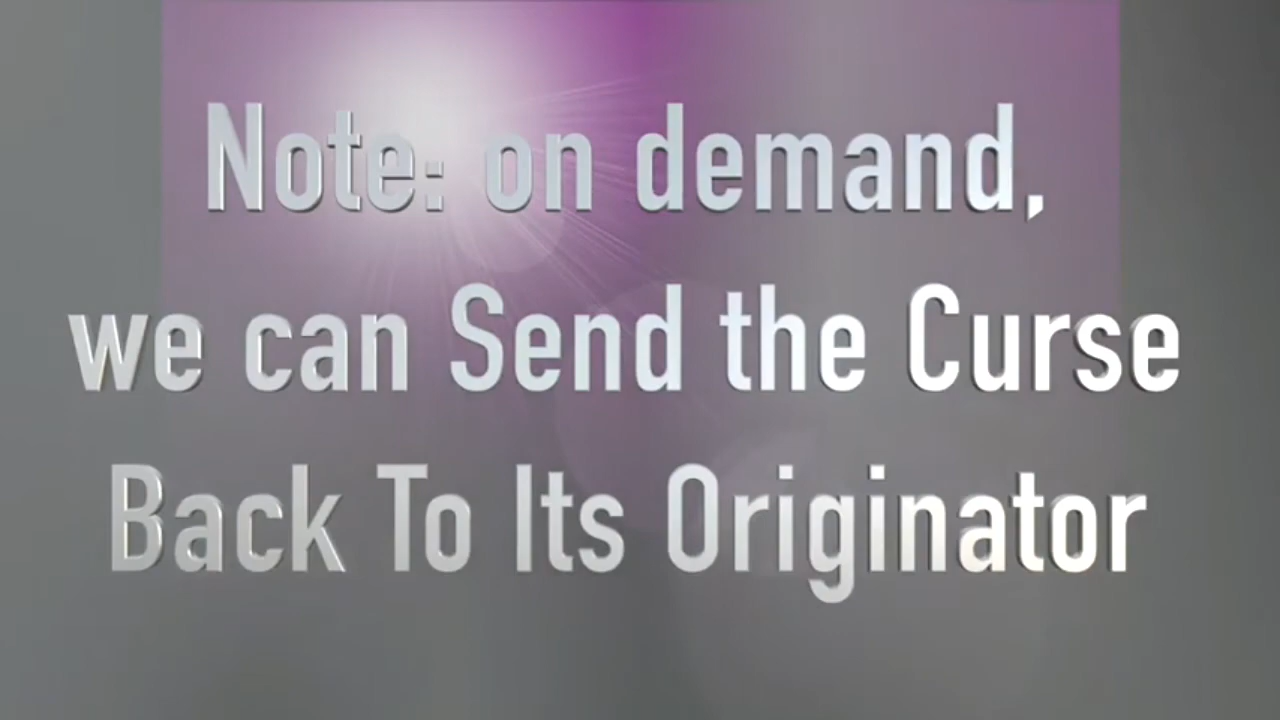 Note: on demand,
we can Send the Curse
Back To Its Originator